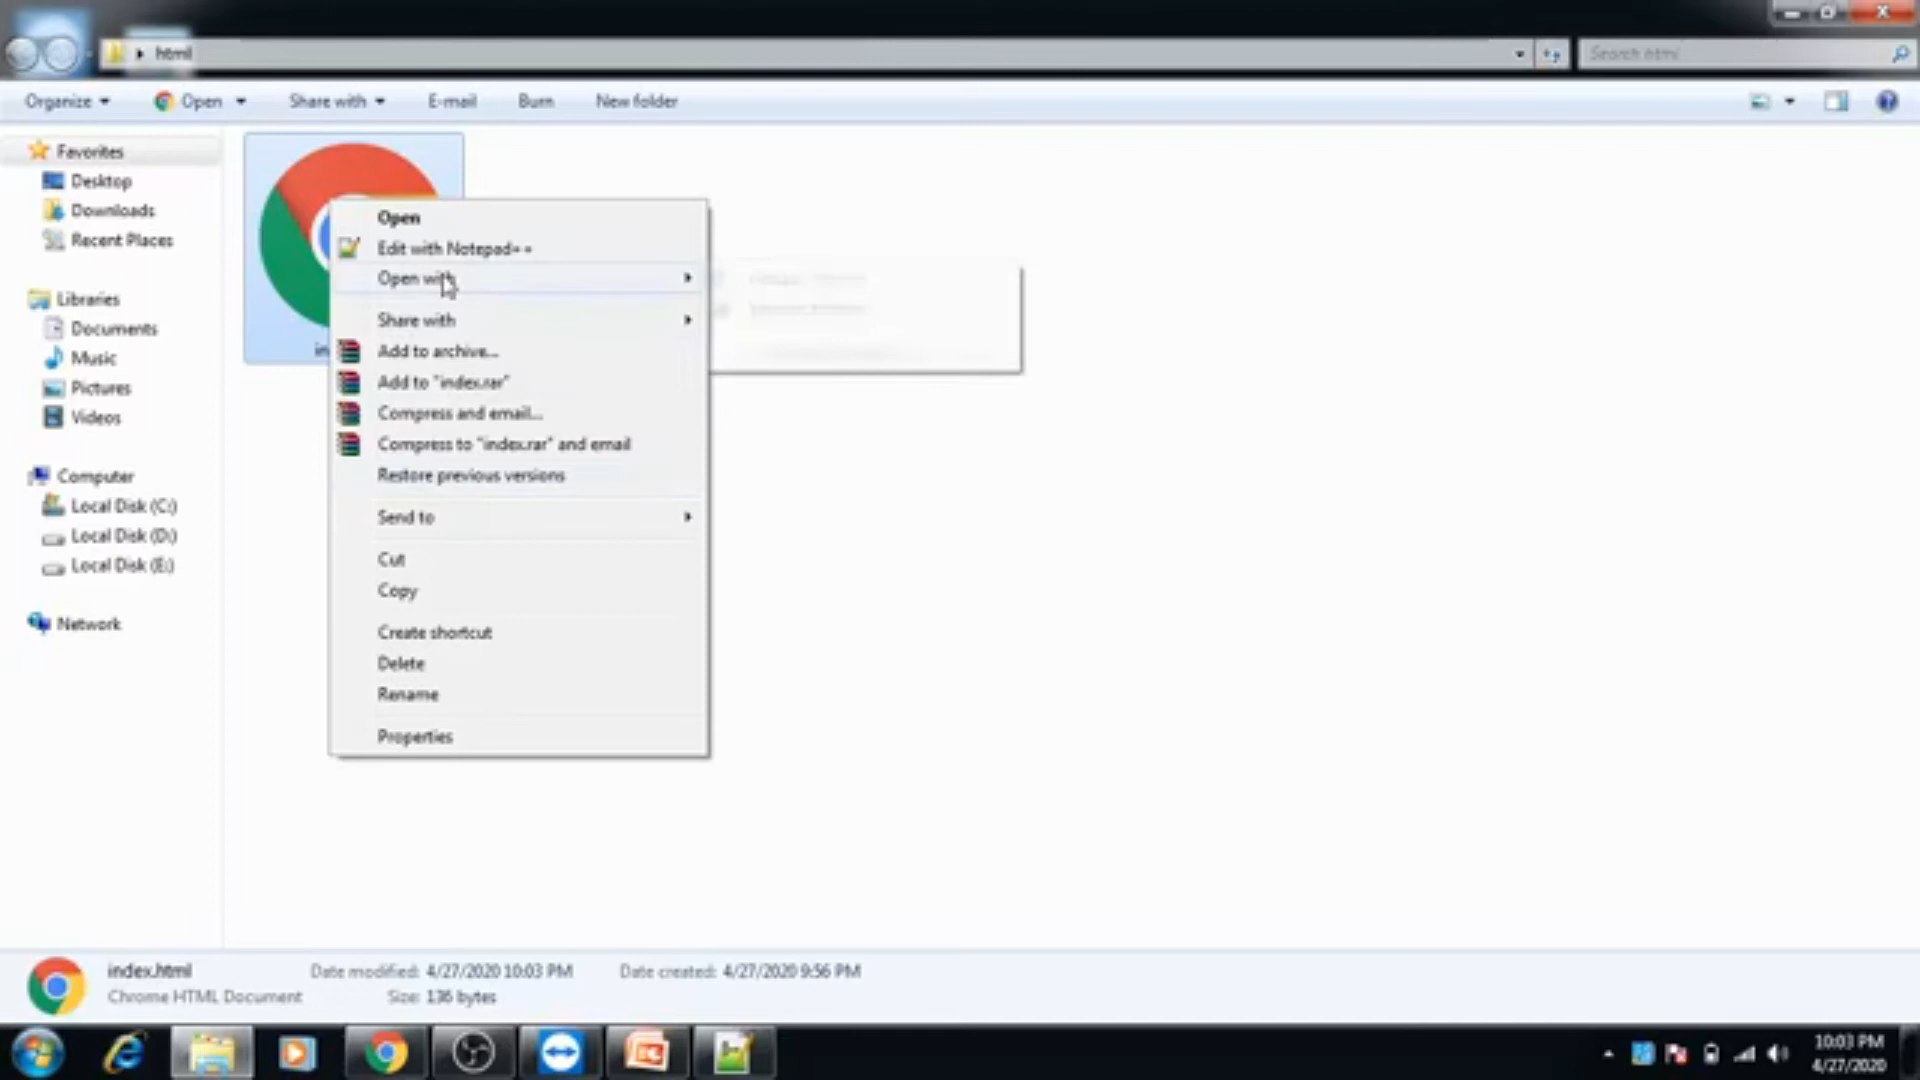 html
Search html
Organize Open Share with E-mail Burn New folder
Favorites
Desktop
Downloads
Recent Places
Libraries
Documents
Music
Pictures
Videos
Computer
Local Disk (C:)
Local Disk (D:)
Local Disk (E:)
Network
Open
Edit with Notepad++
Open with
Share with
Add to archive...
Add to "index.rar"
Compress and email...
Compress to "index.rar" and email
Restore previous versions
Send to
Cut
Copy
Create shortcut
Delete
Rename
Properties
index.html Date modified: 4/27/2020 10:03 PM Date created: 4/27/2020 9:56 PM
Chrome HTML Document Size: 136 bytes
10:03 PM
4/27/2020